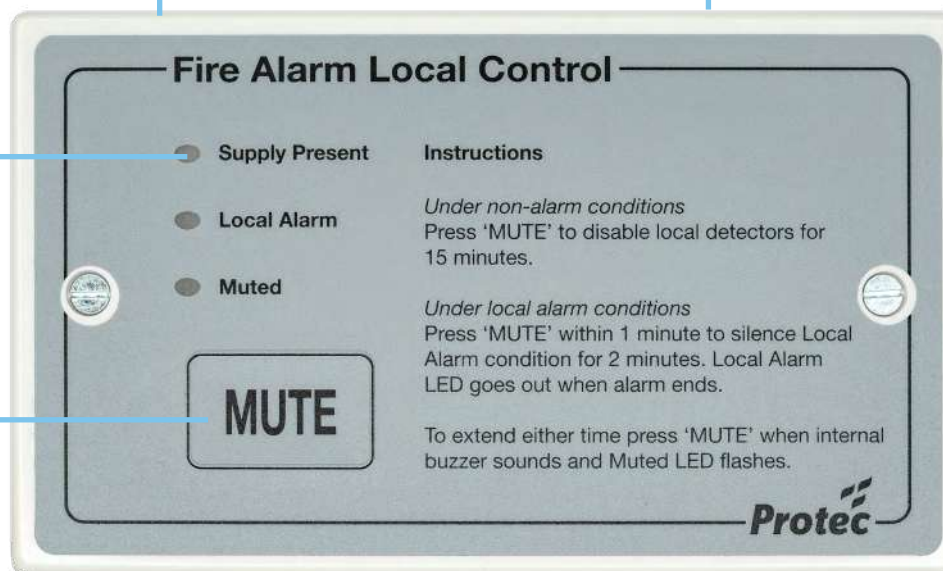 Fire Alarm Local Control
Supply Present
Local Alarm
Muted
MUTE
Instructions
Under non-alarm conditions
Press ‘MUTE’ to disable local detectors for
15 minutes.
Under local alarm conditions
Press ‘MUTE’ within 1 minute to silence Local
Alarm condition for 2 minutes. Local Alarm
LED goes out when alarm ends.
To extend either time press ‘MUTE’ when internal
buzzer sounds and Muted LED flashes.
Protec